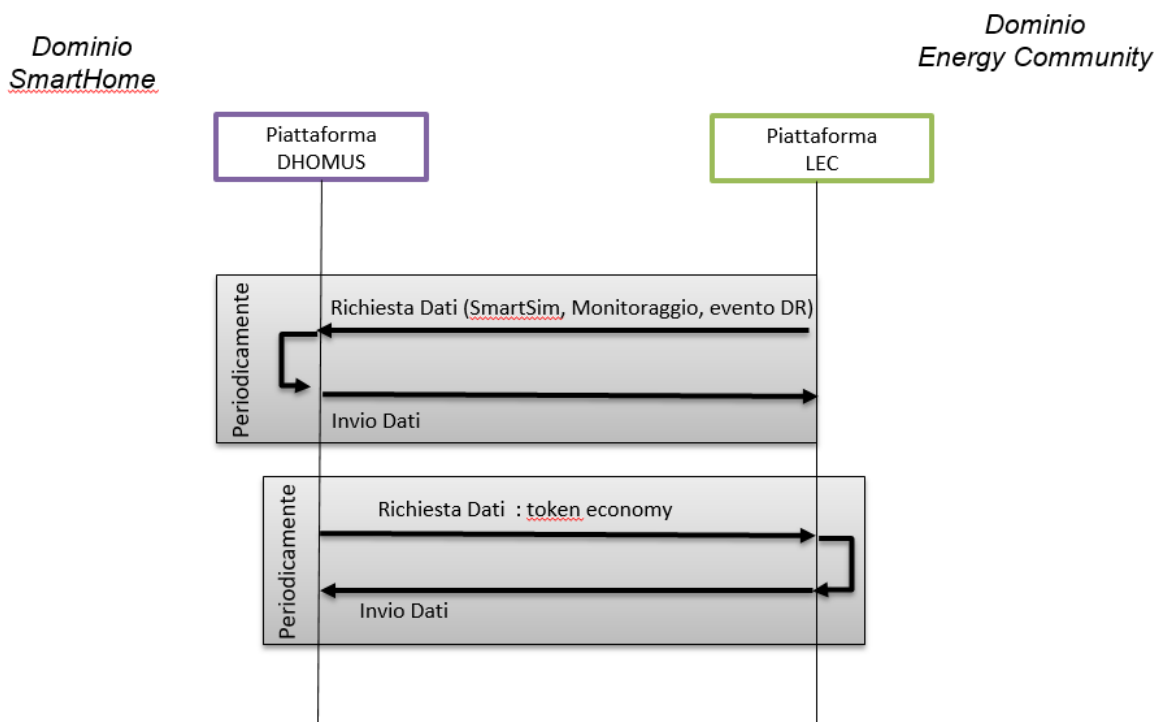 Dominio
SmartHome
Dominio
Energy Community
Piattaforma
DHOMUS
Piattaforma
LEC
Periodicamente
Richiesta Dati (SmartSim, Monitoraggio, evento DR)
Invio Dati
Periodicamente
Richiesta Dati : token economy
Invio Dati